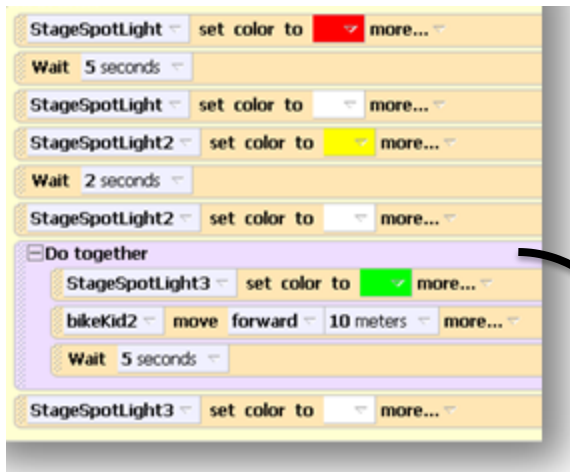 StageSpotLight set color to more...
Wait 5 seconds
StageSpotLight set color to more...
StageSpotLight2 set color to more...
Wait 2 seconds
StageSpotLight2 set color to more...
Do together
StageSpotLight3 set color to more...
bikeKid2 move forward 10 meters more...
Wait 5 seconds
StageSpotLight3 set color to more...